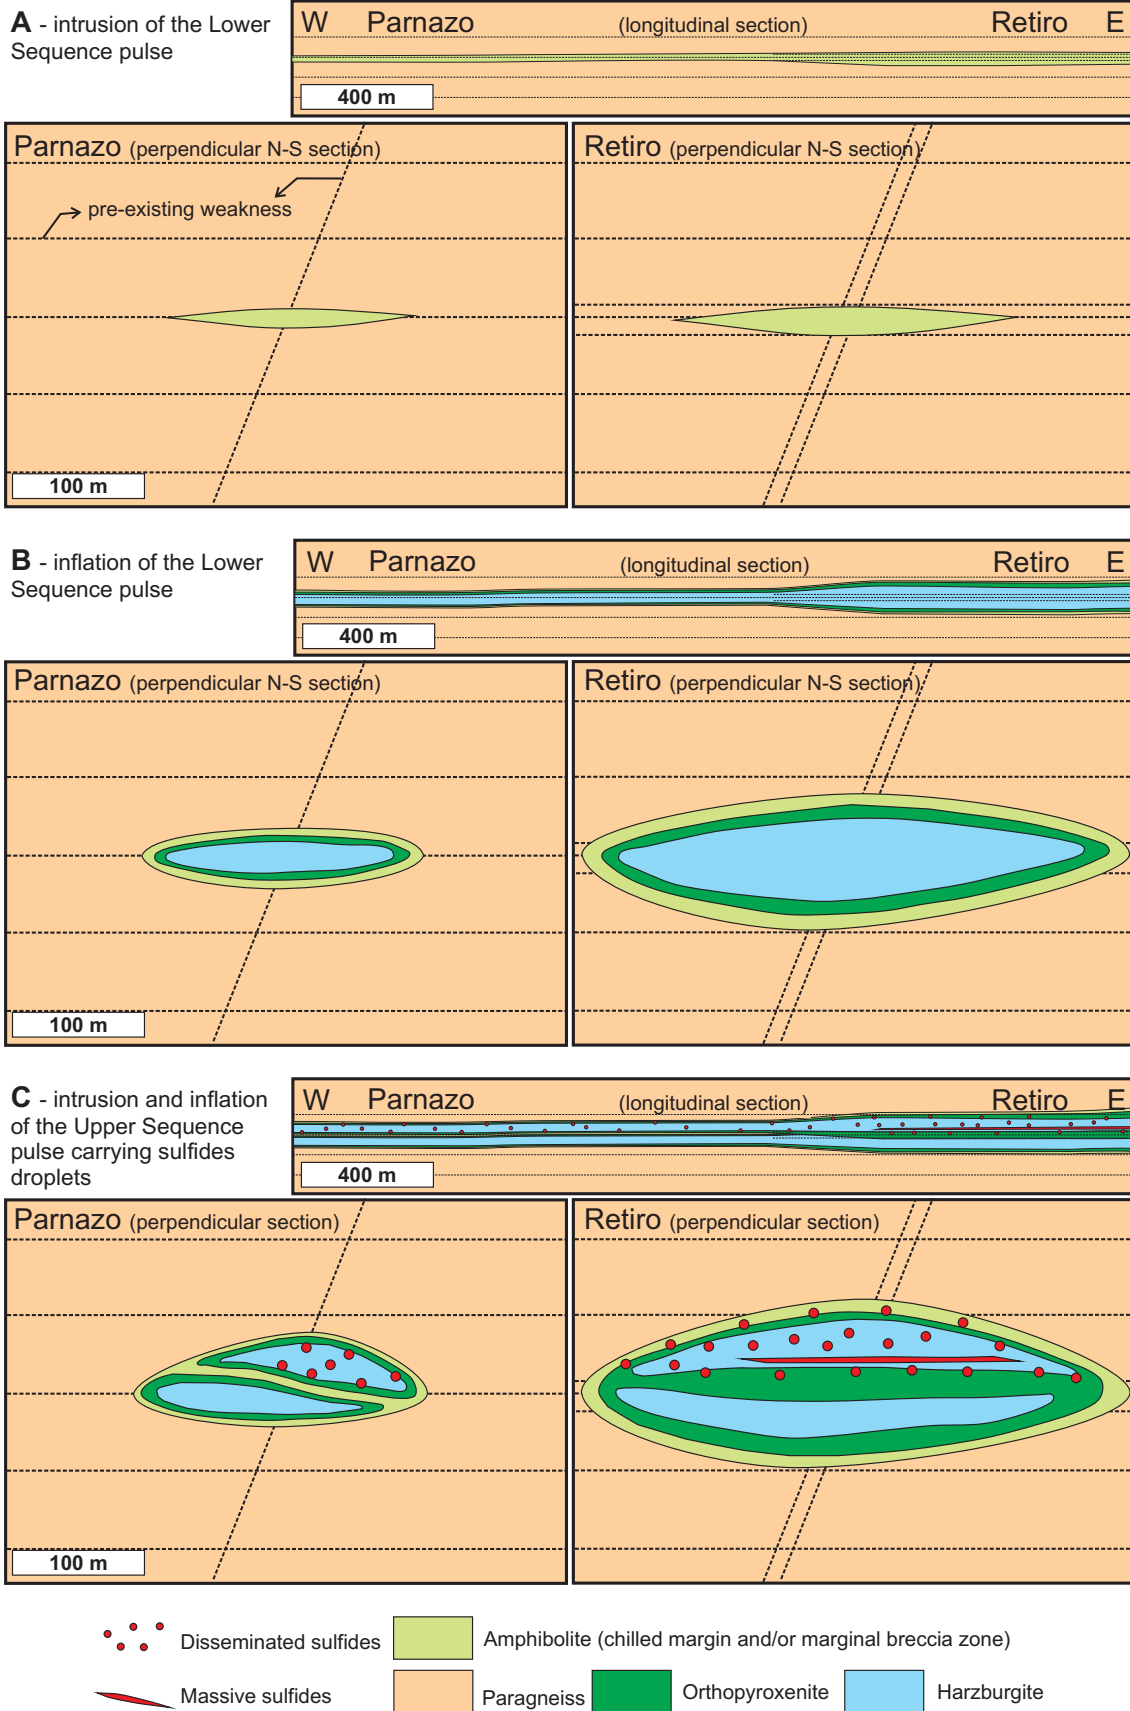 A - intrusion of the Lower
Sequence pulse
W Parnazo (longitudinal section) Retiro E
400 m
Parnazo (perpendicular N-S section)
pre-existing weakness
100 m
Retiro (perpendicular N-S section)
B - inflation of the Lower
Sequence pulse
W Parnazo (longitudinal section) Retiro E
400 m
Parnazo (perpendicular N-S section)
100 m
Retiro (perpendicular N-S section)
C - intrusion and inflation
of the Upper Sequence
pulse carrying sulfides
droplets
W Parnazo (longitudinal section) Retiro E
400 m
Parnazo (perpendicular section)
100 m
Retiro (perpendicular section)
Disseminated sulfides
Amphibolite (chilled margin and/or marginal breccia zone)
Massive sulfides
Paragneiss
Orthopyroxenite
Harzburgite